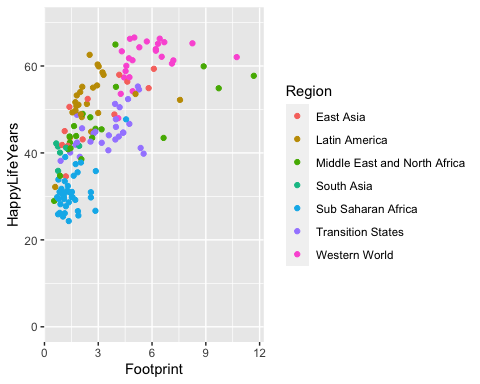 HappyLifeYears
60
40
20
0
0
3
6
9
12
Footprint
Region
East Asia
Latin America
Middle East and North Africa
South Asia
Sub Saharan Africa
Transition States
Western World